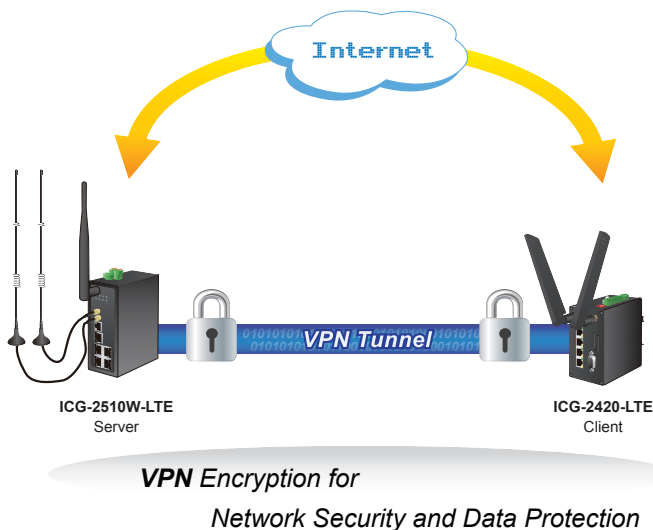 Internet
VPN Tunnel
ICG-2510W-LTE
Server
ICG-2420-LTE
Client
VPN Encryption for
Network Security and Data Protection